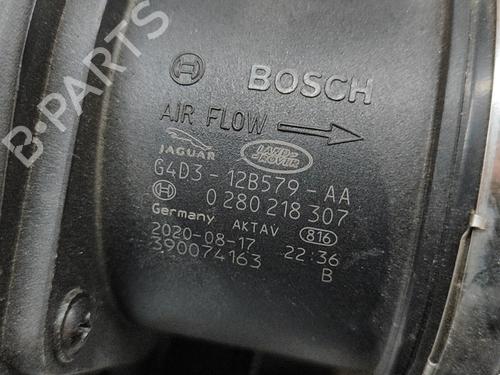 BOSCH
AIR FLOW
JAGUAR
LAND-
ROVER
G4D3-12B579-AA
0 280 218 307
Germany AKTAV 816
2020-08-17 22:36
390074163 B
B-PARTS